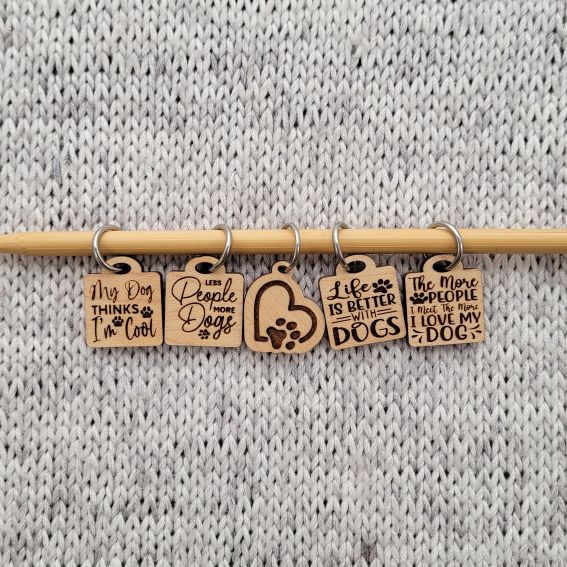 My Dog
THINKS
I'm Cool
LESS
People
MORE
Dogs
Life
IS BETTER
WITH
DOGS
The More
PEOPLE
I Meet The More
I LOVE MY
DOG